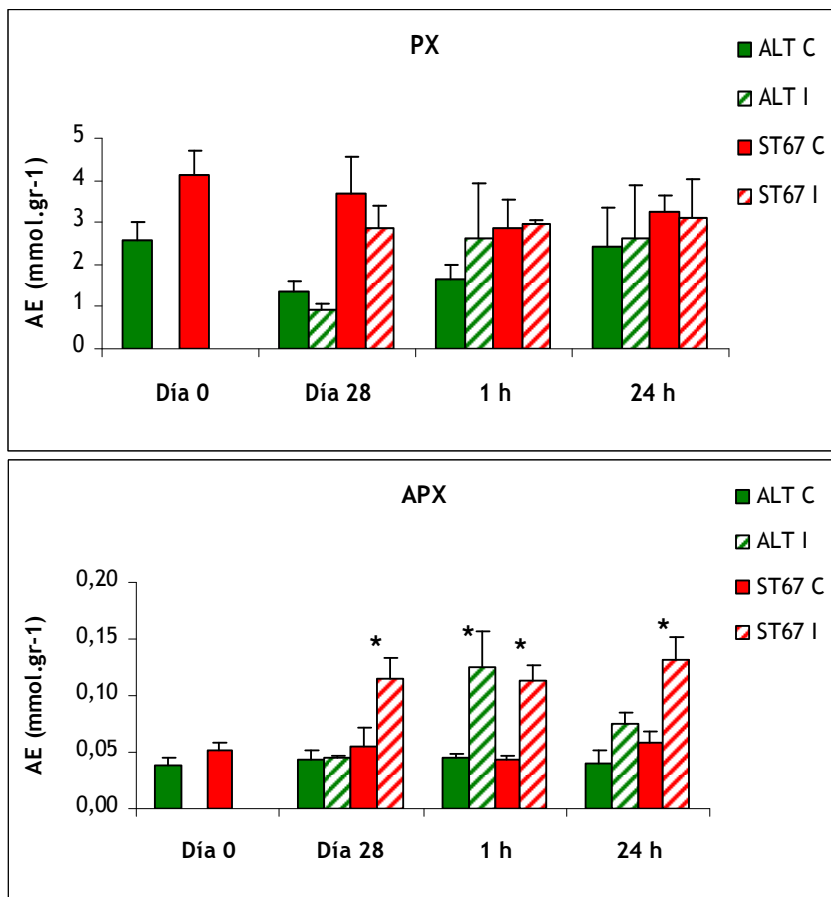 PX
ALT C
ALT I
ST67 C
ST67 I
AE (mmol.gr-1)
5
4
3
2
1
0
Día 0 Día 28 1 h 24 h
APX
ALT C
ALT I
ST67 C
ST67 I
AE (mmol.gr-1)
0,20
0,15
0,10
0,05
0,00
* * * *
Día 0 Día 28 1 h 24 h